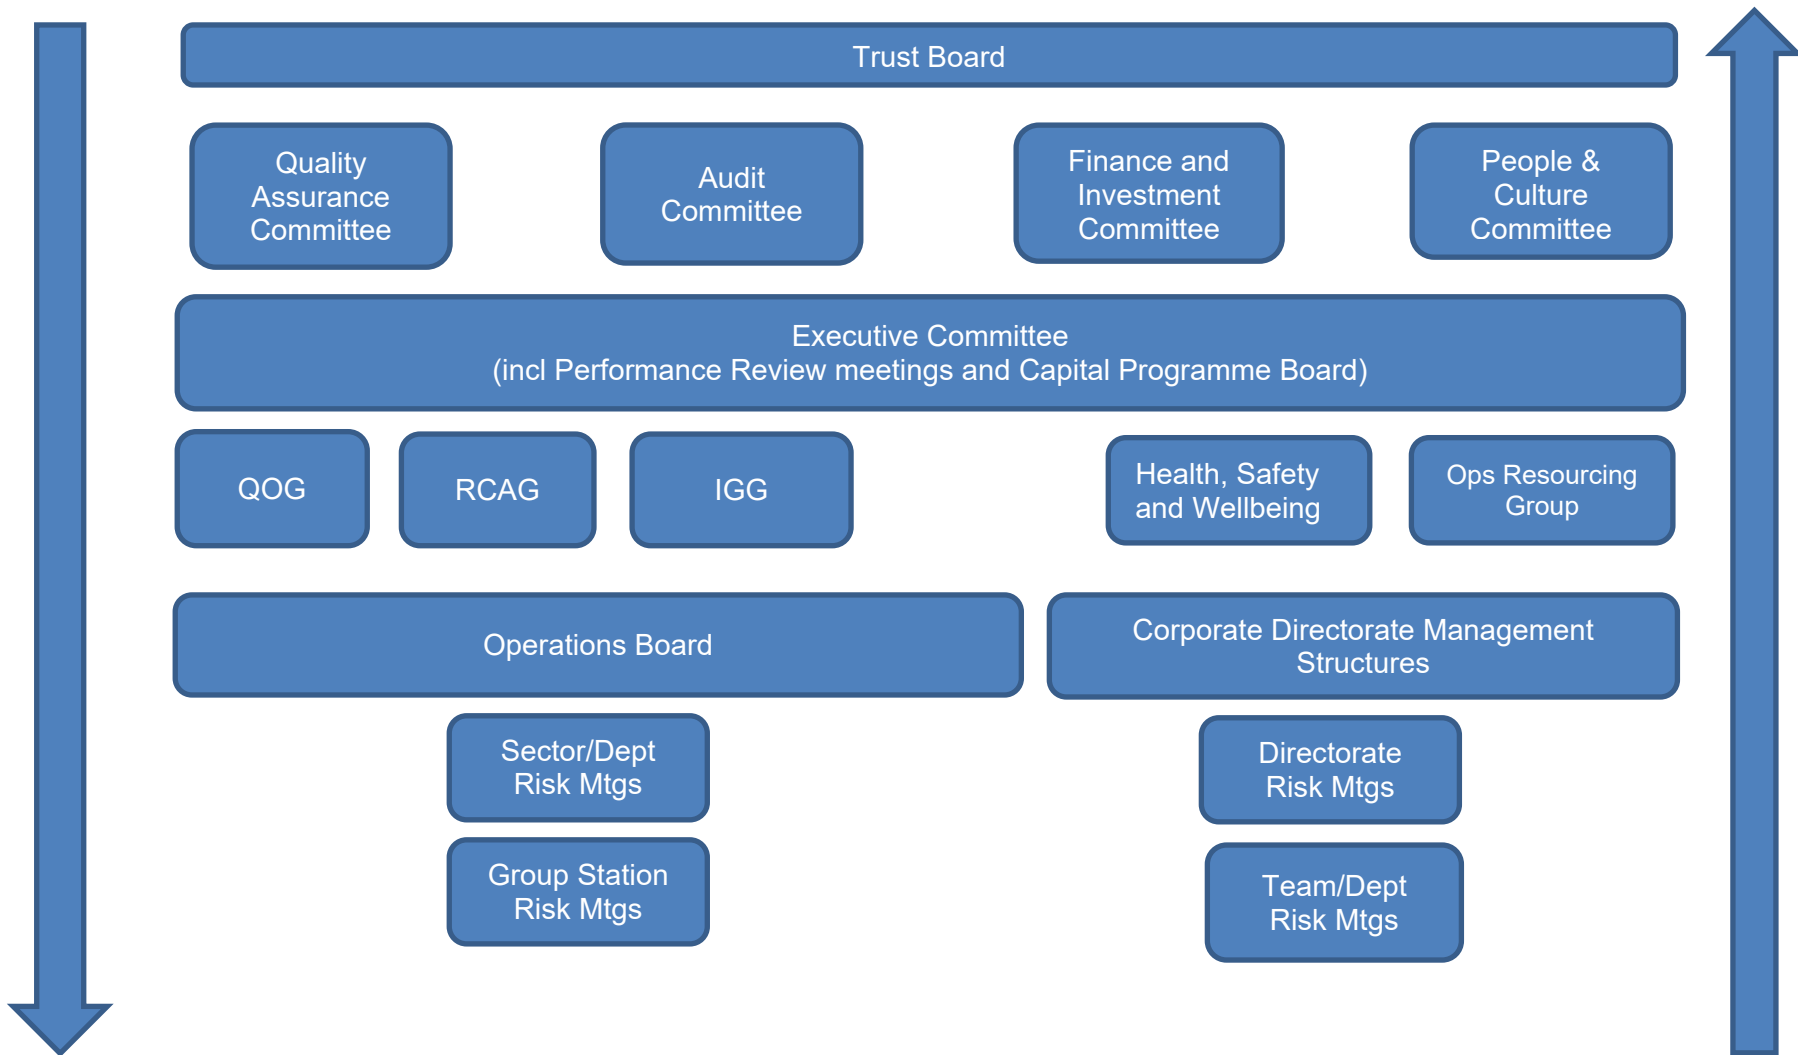 Trust Board
Quality
Assurance
Committee
Audit
Committee
Finance and
Investment
Committee
People &
Culture
Committee
Executive Committee
(incl Performance Review meetings and Capital Programme Board)
QOG
RCAG
IGG
Health, Safety
and Wellbeing
Ops Resourcing
Group
Operations Board
Corporate Directorate Management
Structures
Sector/Dept
Risk Mtgs
Directorate
Risk Mtgs
Group Station
Risk Mtgs
Team/Dept
Risk Mtgs